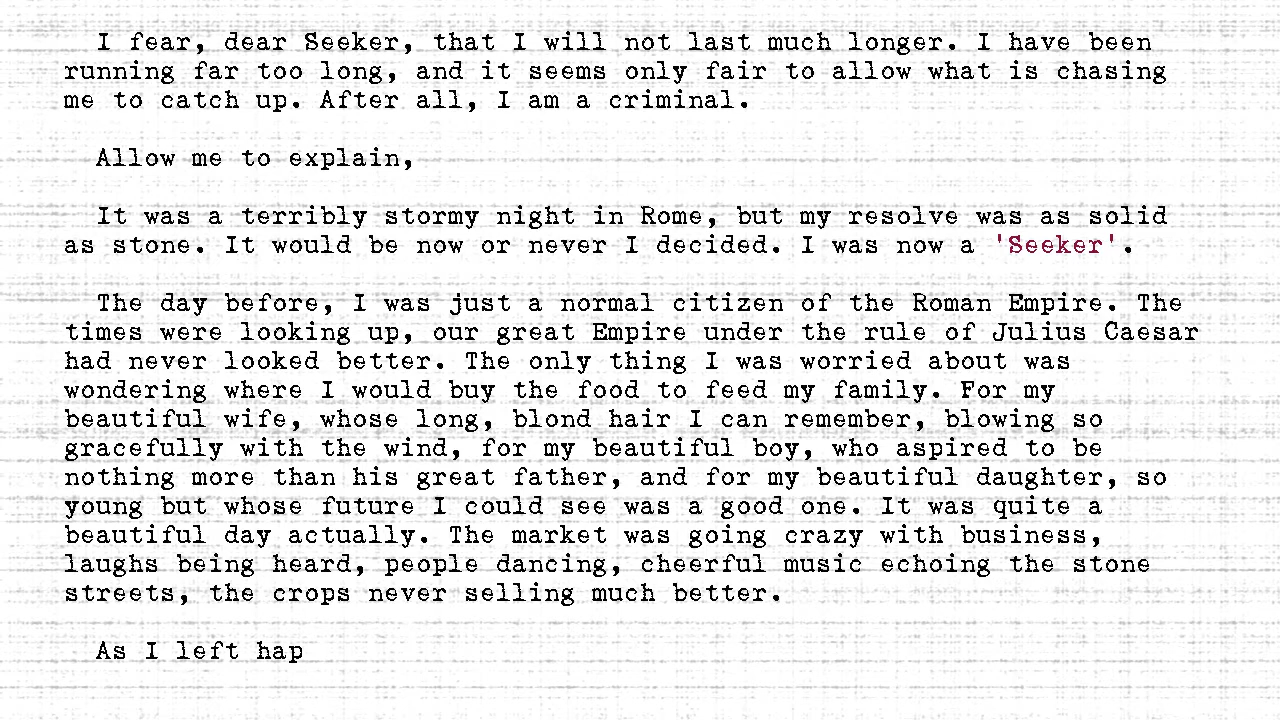 I fear, dear Seeker, that I will not last much longer. I have been
running far too long, and it seems only fair to allow what is chasing
me to catch up. After all, I am a criminal.
Allow me to explain,
It was a terribly stormy night in Rome, but my resolve was as solid
as stone. It would be now or never I decided. I was now a 'Seeker'.
The day before, I was just a normal citizen of the Roman Empire. The
times were looking up, our great Empire under the rule of Julius Caesar
had never looked better. The only thing I was worried about was
wondering where I would buy the food to feed my family. For my
beautiful wife, whose long, blond hair I can remember, blowing so
gracefully with the wind, for my beautiful boy, who aspired to be
nothing more than his great father, and for my beautiful daughter, so
young but whose future I could see was a good one. It was quite a
beautiful day actually. The market was going crazy with business,
laughs being heard, people dancing, cheerful music echoing the stone
streets, the crops never selling much better.
As I left hap